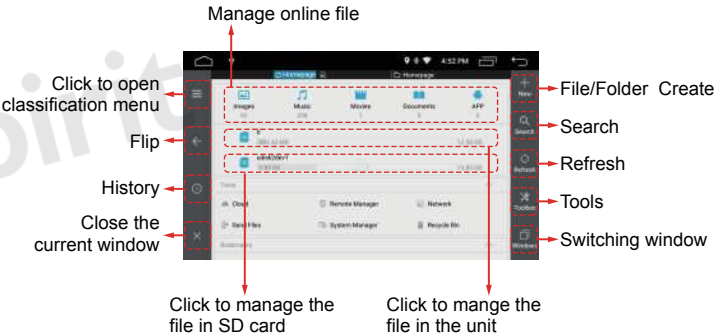 Manage online file
4:52 PM
Homepage
Homepage
Click to open
classification menu
Flip
History
Close the
current window
Images
Music
Movies
Documents
APP
Tools
Cloud
Remote Manager
Network
Send Files
System Manager
Recycle Bin
Bookmarks
New
Search
Refresh
Toolbox
Windows
File/Folder Create
Search
Refresh
Tools
Switching window
Click to manage the
file in SD card
Click to mange the
file in the unit